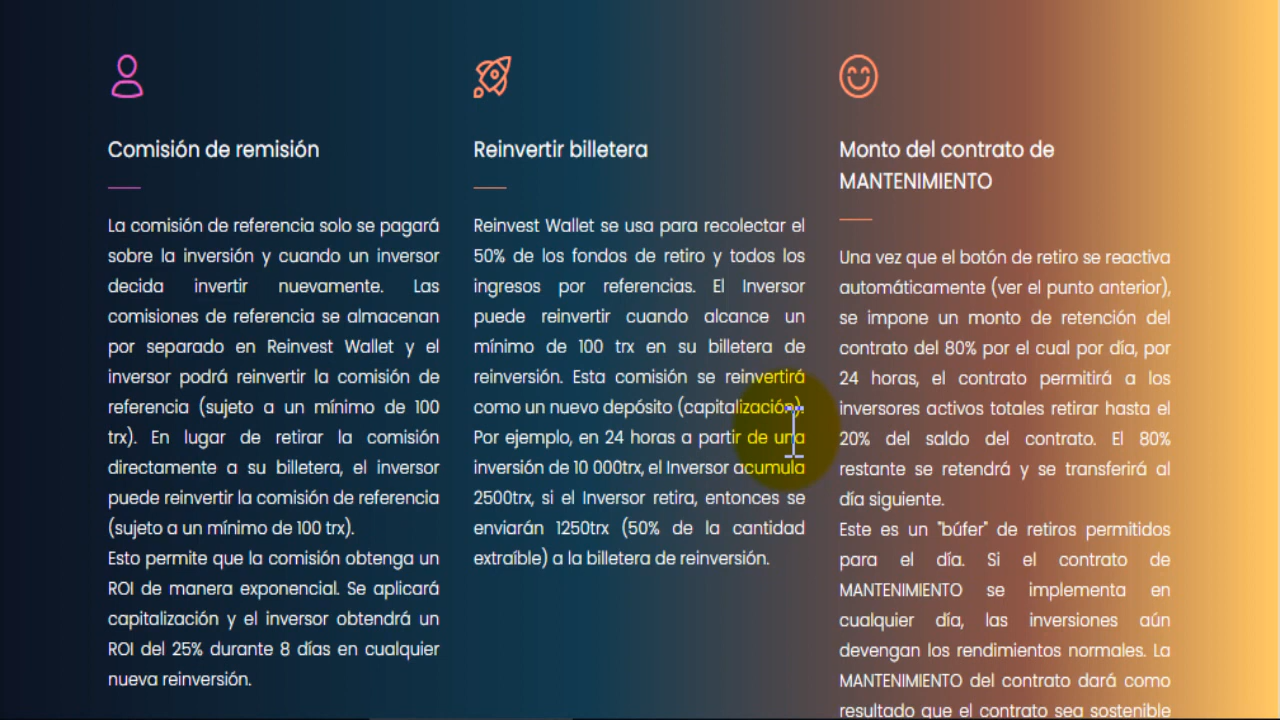 Comisión de remisión
La comisión de referencia solo se pagará
sobre la inversión y cuando un inversor
decida invertir nuevamente. Las
comisiones de referencia se almacenan
por separado en Reinvest Wallet y el
inversor podrá reinvertir la comisión de
referencia (sujeto a un mínimo de 100
trx). En lugar de retirar la comisión
directamente a su billetera, el inversor
puede reinvertir la comisión de referencia
(sujeto a un mínimo de 100 trx).
Esto permite que la comisión obtenga un
ROI de manera exponencial. Se aplicará
capitalización y el inversor obtendrá un
ROI del 25% durante 8 días en cualquier
nueva reinversión.
Reinvertir billetera
Reinvest Wallet se usa para recolectar el
50% de los fondos de retiro y todos los
ingresos por referencias. El Inversor
puede reinvertir cuando alcance un
mínimo de 100 trx en su billetera de
reinversión. Esta comisión se reinvertirá
como un nuevo depósito (capitalización).
Por ejemplo, en 24 horas a partir de una
inversión de 10 000trx, el Inversor acumula
2500trx, si el Inversor retira, entonces se
enviarán 1250trx (50% de la cantidad
extraíble) a la billetera de reinversión.
Monto del contrato de
MANTENIMIENTO
Una vez que el botón de retiro se reactiva
automáticamente (ver el punto anterior),
se impone un monto de retención del
contrato del 80% por el cual por día, por
24 horas, el contrato permitirá a los
inversores activos totales retirar hasta el
20% del saldo del contrato. El 80%
restante se retendrá y se transferirá al
día siguiente.
Este es un "búfer" de retiros permitidos
para el día. Si el contrato de
MANTENIMIENTO se implementa en
cualquier día, las inversiones aún
devengan los rendimientos normales. La
MANTENIMIENTO del contrato dará como
resultado que el contrato sea sostenible